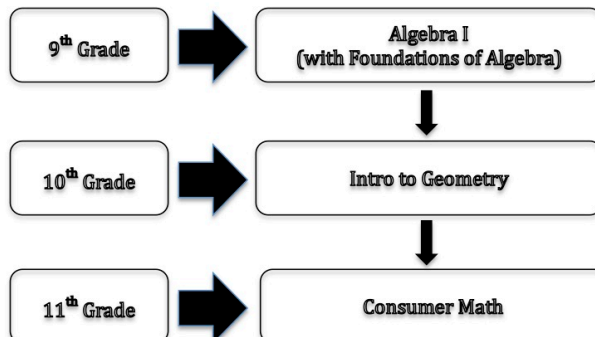 9th Grade
Algebra I
(with Foundations of Algebra)
10th Grade
Intro to Geometry
11th Grade
Consumer Math